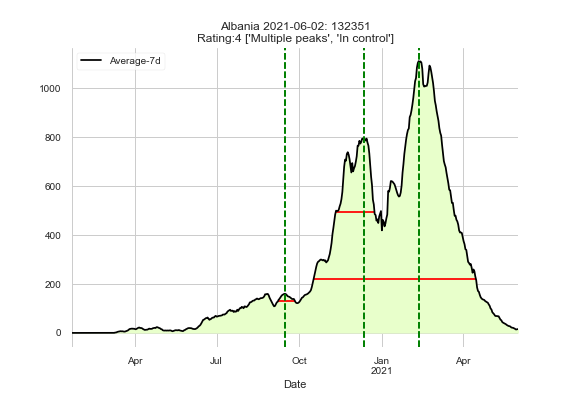 Albania 2021-06-02: 132351
Rating:4 ['Multiple peaks', 'In control']
Average-7d
1000
800
600
400
200
0
Apr Jul Oct Jan Apr
2021
Date